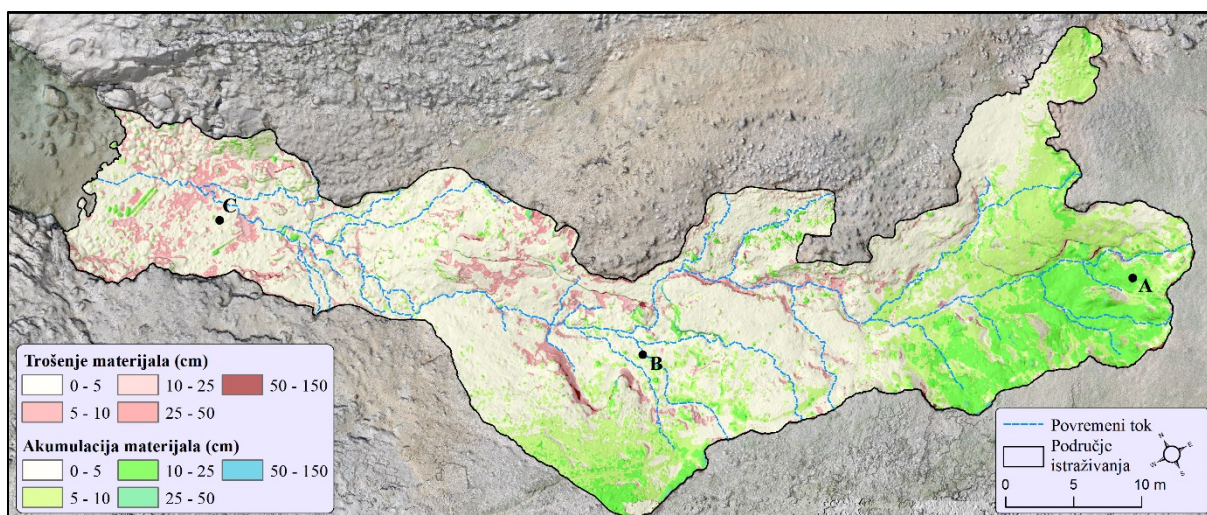 C
A
B
Trošenje materijala (cm)
0 - 5
10 - 25
50 - 150
5 - 10
25 - 50
Akumulacija materijala (cm)
0 - 5
10 - 25
50 - 150
5 - 10
25 - 50
Povremeni tok
Područje
istraživanja
N
E
W
S
0
5
10 m